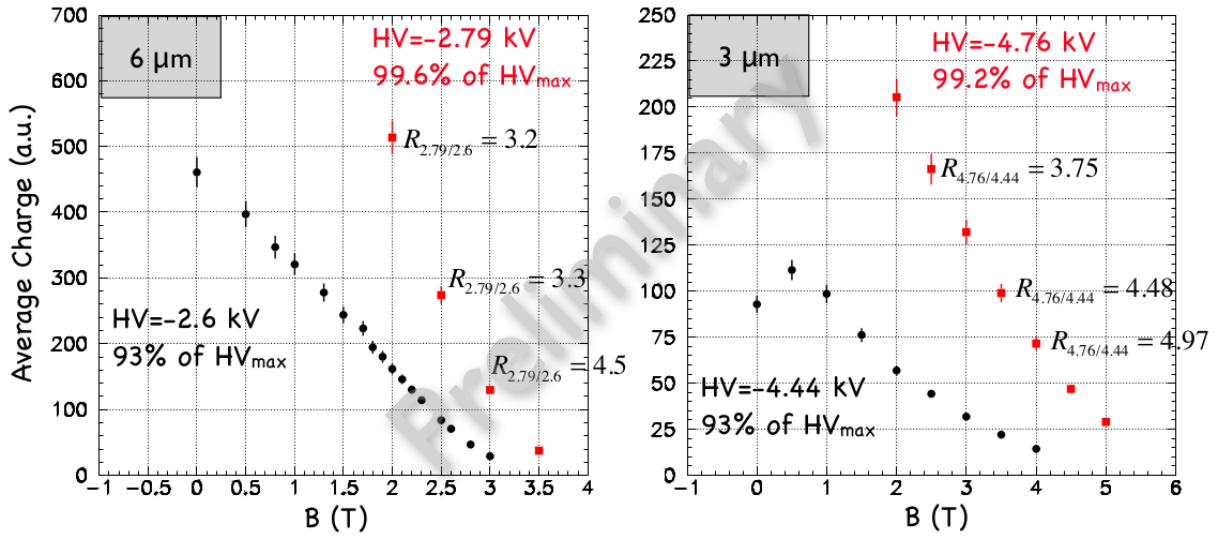 Average Charge (a.u.)
700
600
500
400
300
200
100
0
6 µm
HV=-2.79 kV
99.6% of HVmax
R2.79/2.6 = 3.2
R2.79/2.6 = 3.3
R2.79/2.6 = 4.5
HV=-2.6 kV
93% of HVmax
-1 -0.5 0 0.5 1 1.5 2 2.5 3 3.5 4
B (T)
250
225
200
175
150
125
100
75
50
25
0
3 µm
HV=-4.76 kV
99.2% of HVmax
R4.76/4.44 = 3.75
R4.76/4.44 = 4.48
R4.76/4.44 = 4.97
HV=-4.44 kV
93% of HVmax
-1 0 1 2 3 4 5 6
B (T)
Preliminary